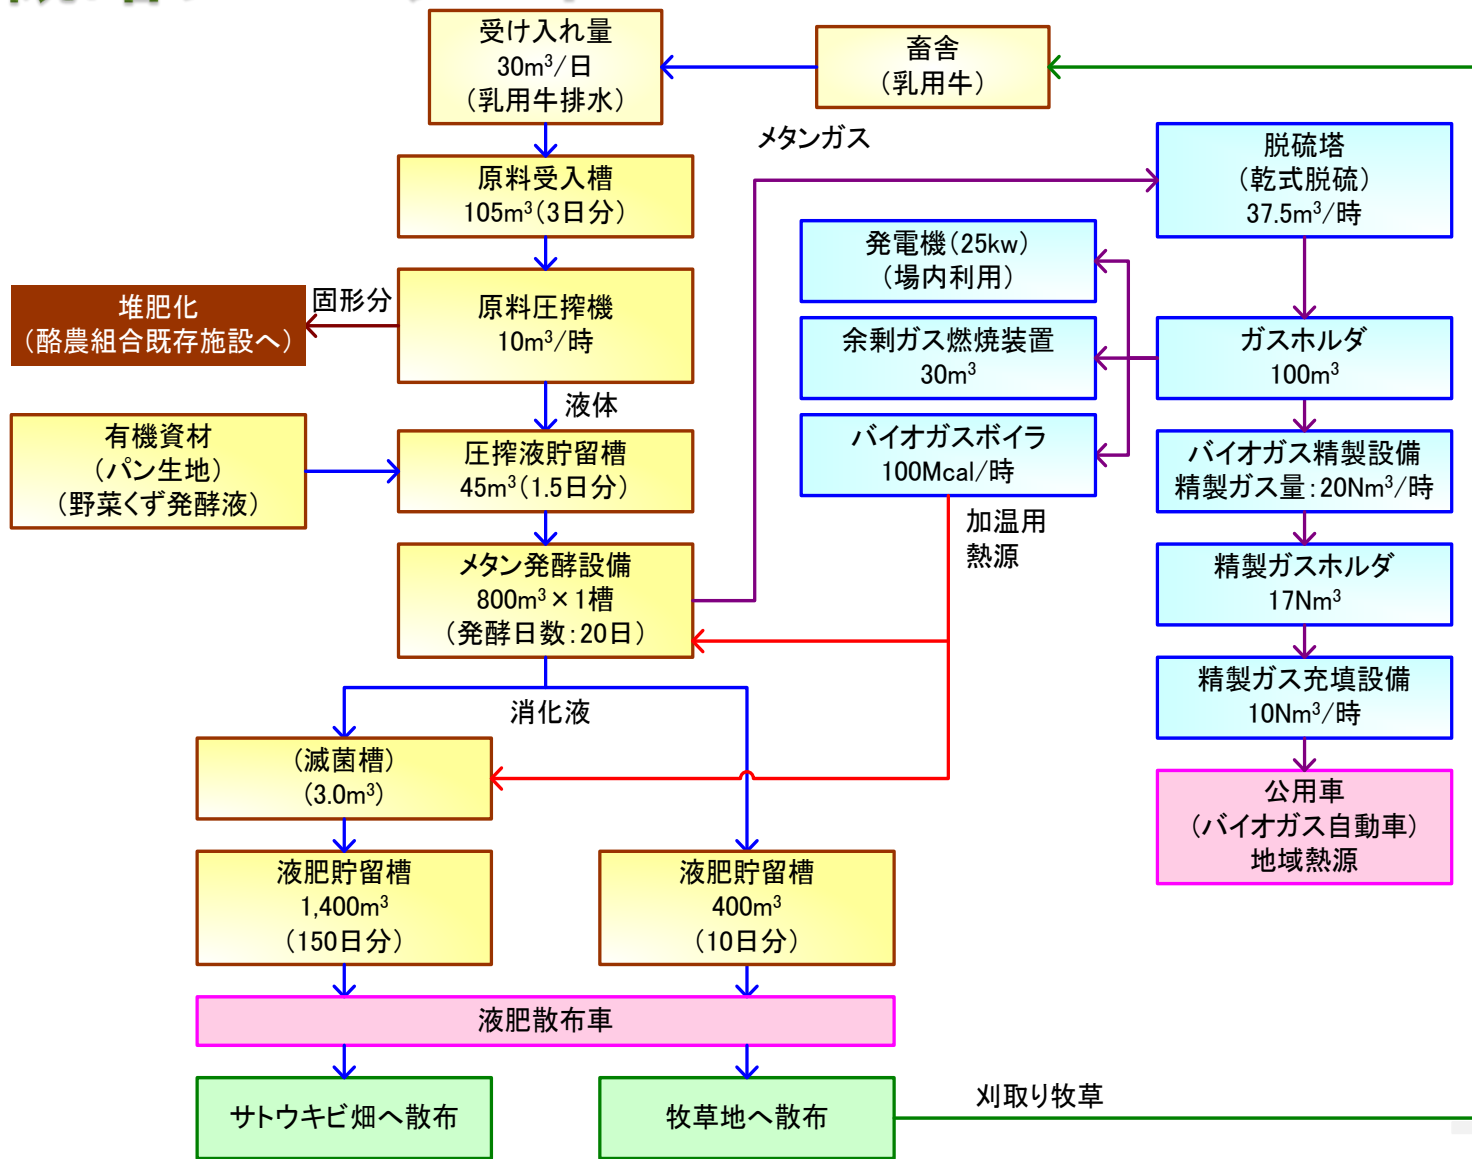 受け入れ量
30m³/日
（乳用牛排水）
畜舎
（乳用牛）
メタンガス
原料受入槽
105m³（3日分）
脱硫塔
（乾式脱硫）
37.5m³/時
発電機（25kw）
（場内利用）
堆肥化
（酪農組合既存施設へ）
固形分
原料圧搾機
10m³/時
余剰ガス燃焼装置
30m³
ガスホルダ
100m³
液体
有機資材
（パン生地）
（野菜くず発酵液）
圧搾液貯留槽
45m³（1.5日分）
バイオガスボイラ
100Mcal/時
バイオガス精製設備
精製ガス量：20Nm³/時
加温用
熱源
メタン発酵設備
800m³×1槽
（発酵日数：20日）
精製ガスホルダ
17Nm³
精製ガス充填設備
10Nm³/時
消化液
（滅菌槽）
（3.0m³）
公用車
（バイオガス自動車）
地域熱源
液肥貯留槽
1,400m³
（150日分）
液肥貯留槽
400m³
（10日分）
液肥散布車
サトウキビ畑へ散布
牧草地へ散布
刈取り牧草